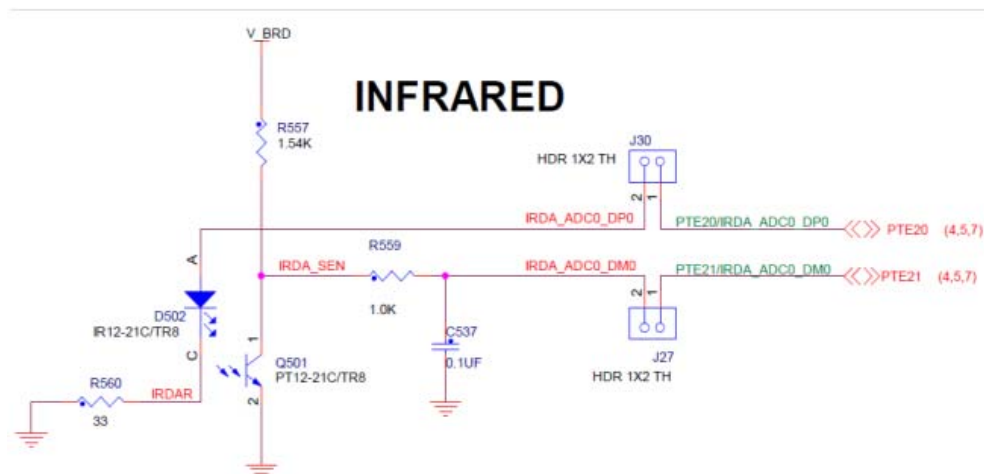 V_BRD
INFRARED
R557
1.54K
J30
HDR 1X2 TH
2
1
IRDA_ADC0_DP0
PTE20/IRDA_ADC0_DP0
PTE20 (4,5,7)
A
R559
IRDA_SEN
IRDA_ADC0_DM0
PTE21/IRDA_ADC0_DM0
PTE21 (4,5,7)
1.0K
2
1
D502
IR12-21C/TR8
C537
0.1UF
J27
HDR 1X2 TH
C
1
Q501
PT12-21C/TR8
2
R560
IRDAR
33